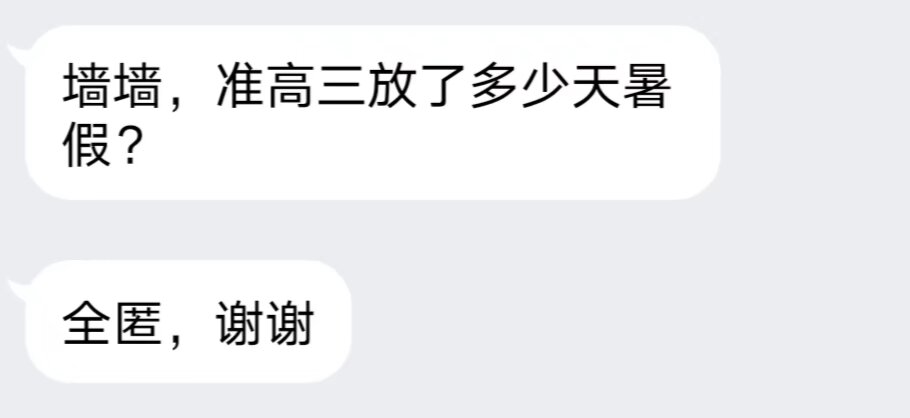 墙墙，准高三放了多少天暑
假？
全匿，谢谢